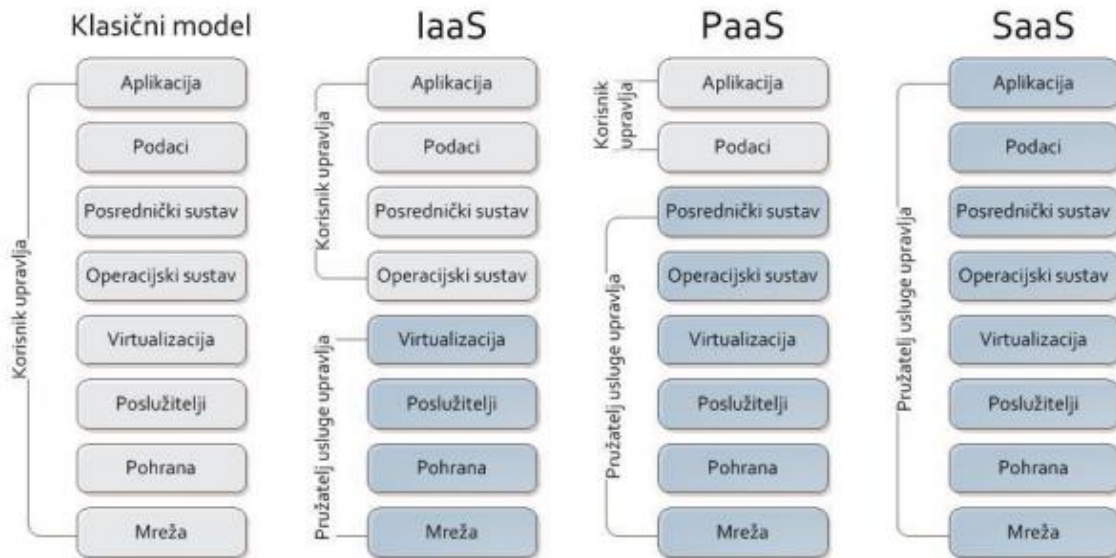 Klasični model
Korisnik upravlja
Aplikacija
Podaci
Posrednički sustav
Operacijski sustav
Virtualizacija
Poslužitelji
Pohrana
Mreža
IaaS
Korisnik upravlja
Aplikacija
Podaci
Posrednički sustav
Operacijski sustav
Pružatelj usluge upravlja
Virtualizacija
Poslužitelji
Pohrana
Mreža
PaaS
Korisnik
upravlja
Aplikacija
Podaci
Pružatelj usluge upravlja
Posrednički sustav
Operacijski sustav
Virtualizacija
Poslužitelji
Pohrana
Mreža
SaaS
Pružatelj usluge upravlja
Aplikacija
Podaci
Posrednički sustav
Operacijski sustav
Virtualizacija
Poslužitelji
Pohrana
Mreža